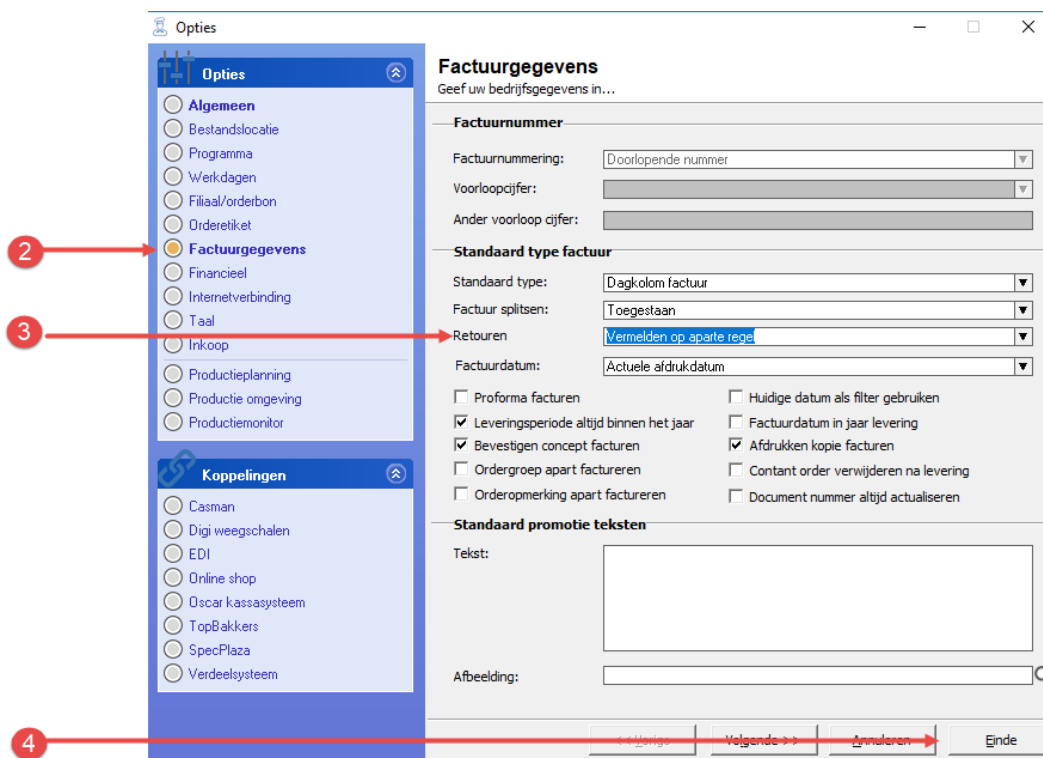 Opties
Opties
Algemeen
Bestandslocatie
Programma
Werkdagen
Filiaal/orderbon
Orderetiket
2
Factuurgegevens
Financieel
Internetverbinding
Taal
3
Inkoop
Productieplanning
Productie omgeving
Productiemonitor
Koppelingen
Casman
Digi weegschalen
EDI
Online shop
Oscar kassasysteem
TopBakkers
SpecPlaza
Verdeelsysteem
Factuurgegevens
Geef uw bedrijfsgegevens in...
Factuurnummer
Factuurnummering: Doorlopende nummer
Voorloopcijfer:
Ander voorloop cijfer:
Standaard type factuur
Standaard type: Dagkolom factuur
Factuur splitsen: Toegestaan
Retouren Vermelden op aparte regel
Factuurdatum: Actuele afdrukdatum
Proforma facturen Huidige datum als filter gebruiken
Leveringsperiode altijd binnen het jaar Factuurdatum in jaar levering
Bevestigen concept facturen Afdrukken kopie facturen
Ordergroep apart factureren Contant order verwijderen na levering
Orderopmerking apart factureren Document nummer altijd actualiseren
Standaard promotie teksten
Tekst:
Afbeelding:
4
<< Vorige Volgende >> Annuleren Einde